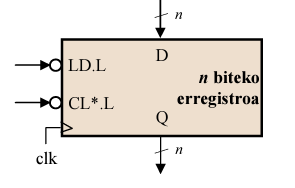 n
LD.L
D
n biteko
erregistroa
CL*.L
Q
clk
n